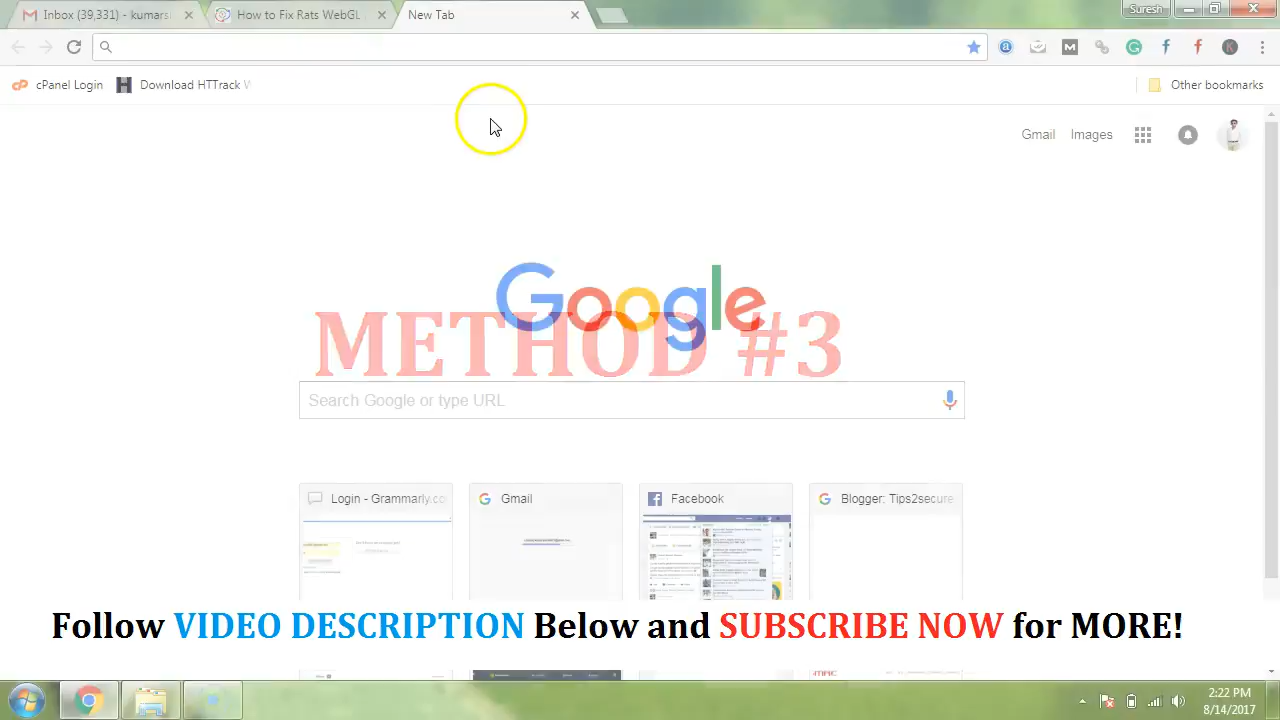 Inbox (39,331) - kumars
How to Fix Rats WebGL
New Tab
Suresh
cPanel Login
Download HTTrack W
Other bookmarks
Gmail
Images
Google
METHOD #3
Search Google or type URL
Login - Grammarly.co
Gmail
Facebook
Blogger: Tips2secure
Follow VIDEO DESCRIPTION Below and SUBSCRIBE NOW for MORE!
2:22 PM
8/14/2017